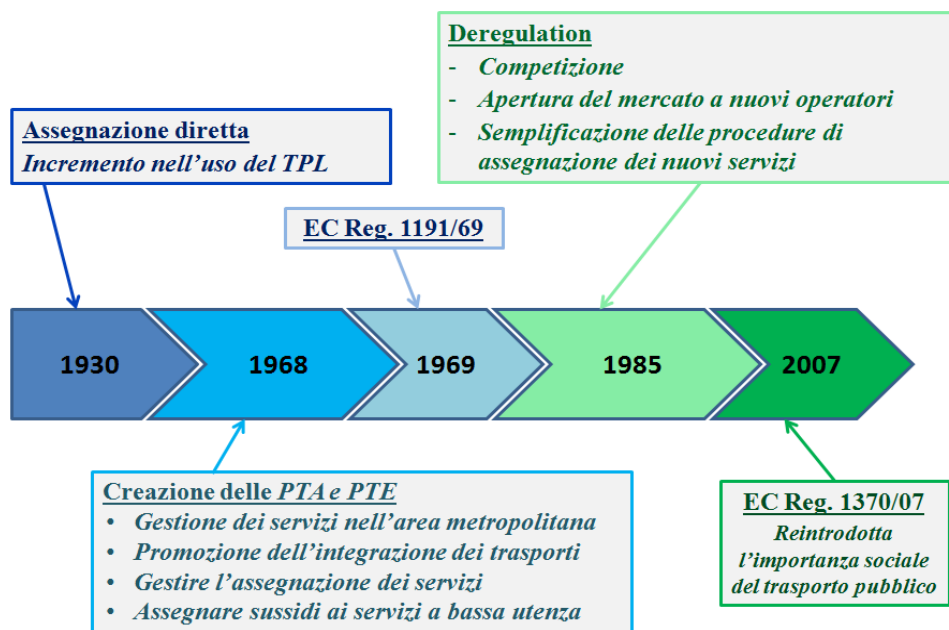 Deregulation
- Competizione
- Apertura del mercato a nuovi operatori
- Semplificazione delle procedure di
assegnazione dei nuovi servizi
Assegnazione diretta
Incremento nell’uso del TPL
EC Reg. 1191/69
1930
1968
1969
1985
2007
Creazione delle PTA e PTE
• Gestione dei servizi nell’area metropolitana
• Promozione dell’integrazione dei trasporti
• Gestire l’assegnazione dei servizi
• Assegnare sussidi ai servizi a bassa utenza
EC Reg. 1370/07
Reintrodotta
l’importanza sociale
del trasporto pubblico